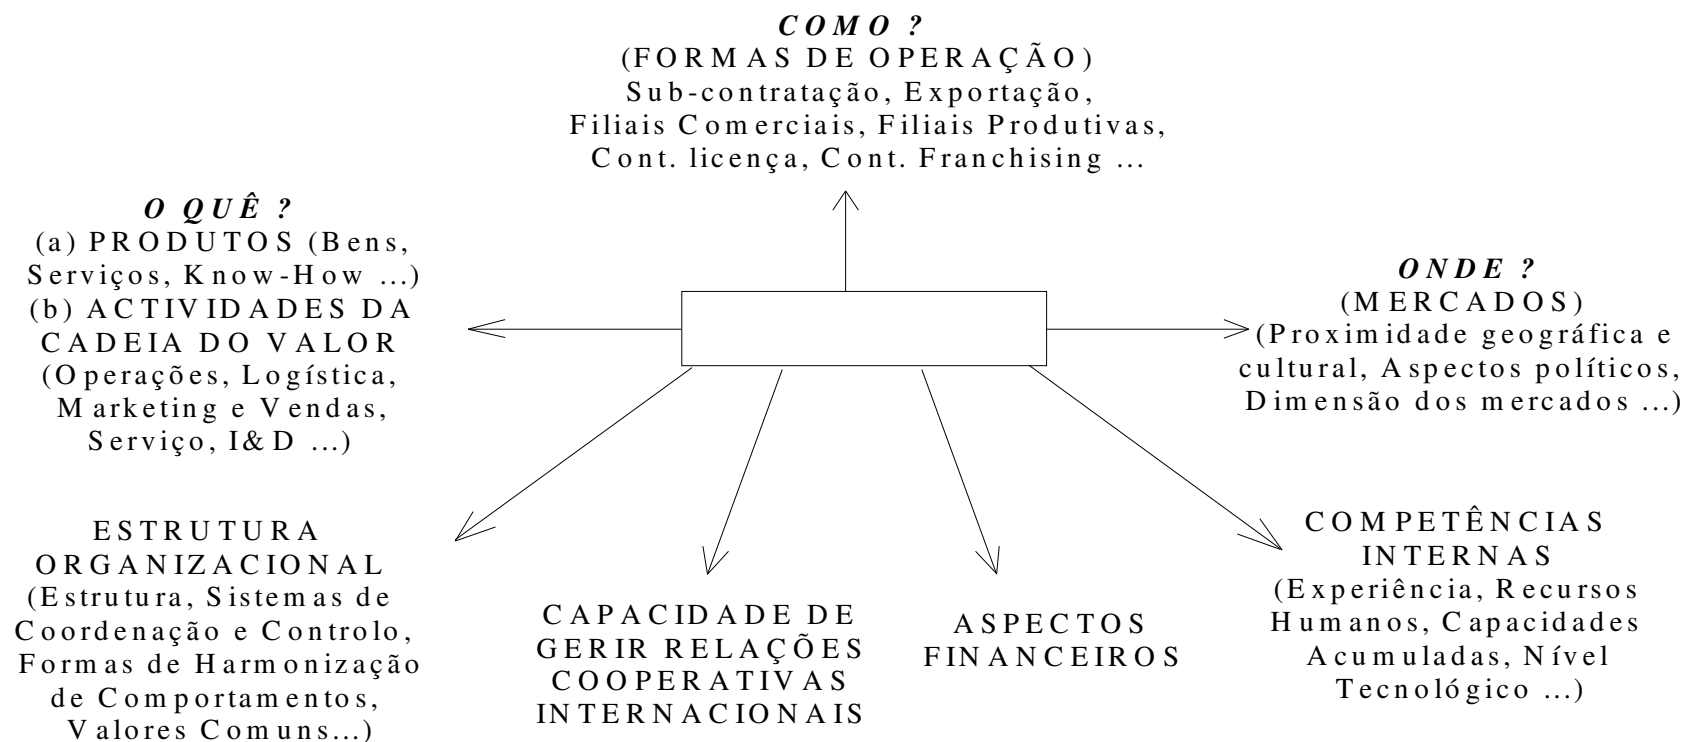 COMO ?
(FORMAS DE OPERAÇÃO)
Sub-contratação, Exportação,
Filiais Comerciais, Filiais Produtivas,
Cont. licença, Cont. Franchising ...
O QUÊ ?
(a) PRODUTOS (Bens,
Serviços, Know-How ...)
(b) ACTIVIDADES DA
CADEIA DO VALOR
(Operações, Logística,
Marketing e Vendas,
Serviço, I&D ...)
ONDE ?
(MERCADOS)
(Proximidade geográfica e
cultural, Aspectos políticos,
Dimensão dos mercados ...)
ESTRUTURA
ORGANIZACIONAL
(Estrutura, Sistemas de
Coordenação e Controlo,
Formas de Harmonização
de Comportamentos,
Valores Comuns...)
CAPACIDADE DE
GERIR RELAÇÕES
COOPERATIVAS
INTERNACIONAIS
ASPECTOS
FINANCEIROS
COMPETÊNCIAS
INTERNAS
(Experiência, Recursos
Humanos, Capacidades
Acumuladas, Nível
Tecnológico ...)